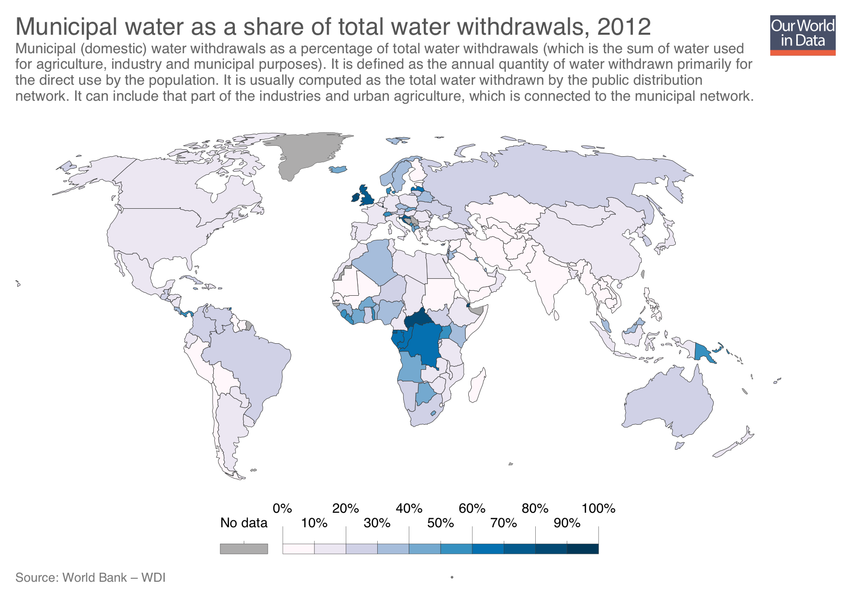 Municipal water as a share of total water withdrawals, 2012
Our World
in Data
Municipal (domestic) water withdrawals as a percentage of total water withdrawals (which is the sum of water used
for agriculture, industry and municipal purposes). It is defined as the annual quantity of water withdrawn primarily for
the direct use by the population. It is usually computed as the total water withdrawn by the public distribution
network. It can include that part of the industries and urban agriculture, which is connected to the municipal network.
0% 20% 40% 60% 80% 100%
No data 10% 30% 50% 70% 90%
Source: World Bank – WDI